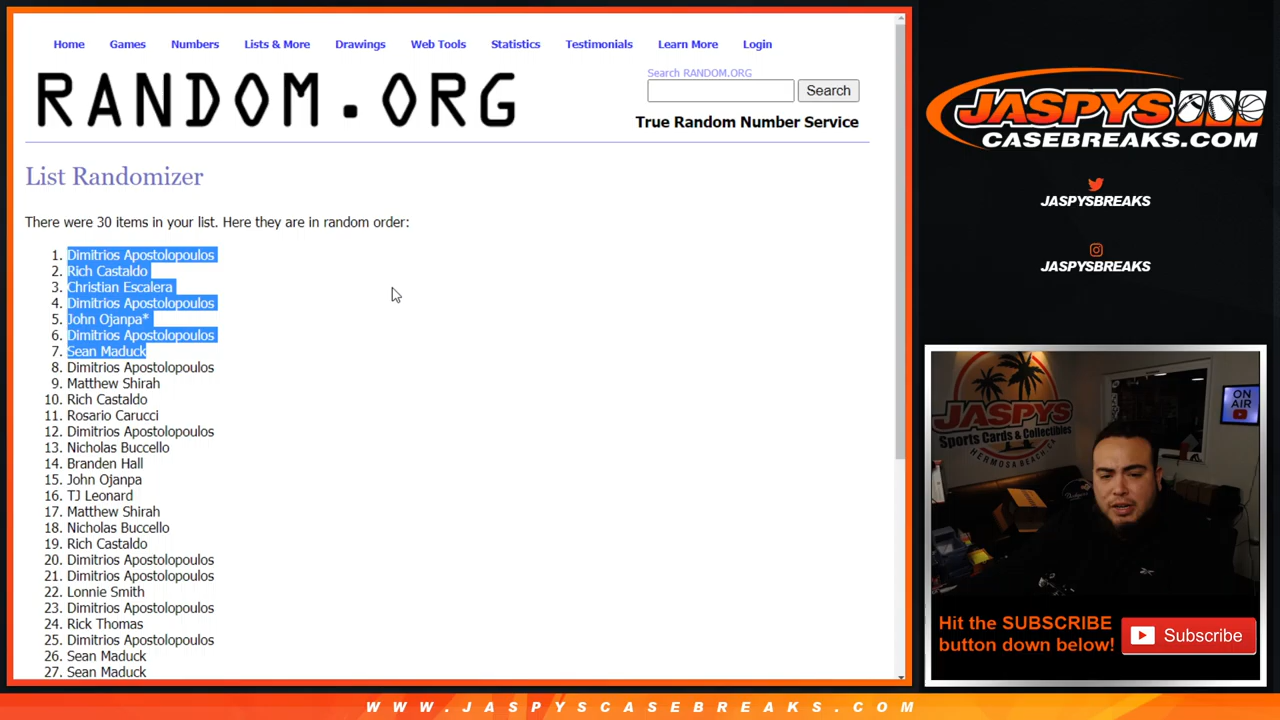 Home Games Numbers Lists & More Drawings Web Tools Statistics Testimonials Learn More Login
RANDOM.ORG
Search RANDOM.ORG
Search
True Random Number Service
List Randomizer
There were 30 items in your list. Here they are in random order:
1. Dimitrios Apostolopoulos
2. Rich Castaldo
3. Christian Escalera
4. Dimitrios Apostolopoulos
5. John Ojanpa*
6. Dimitrios Apostolopoulos
7. Sean Maduck
8. Dimitrios Apostolopoulos
9. Matthew Shirah
10. Rich Castaldo
11. Rosario Carucci
12. Dimitrios Apostolopoulos
13. Nicholas Buccello
14. Branden Hall
15. John Ojanpa
16. TJ Leonard
17. Matthew Shirah
18. Nicholas Buccello
19. Rich Castaldo
20. Dimitrios Apostolopoulos
21. Dimitrios Apostolopoulos
22. Lonnie Smith
23. Dimitrios Apostolopoulos
24. Rick Thomas
25. Dimitrios Apostolopoulos
26. Sean Maduck
27. Sean Maduck
JASPYS
CASEBREAKS.COM
JASPYSBREAKS
JASPYSBREAKS
JASPYS
Sports Cards & Collectibles
HERMOSA BEACH, CA
ON
AIR
Hit the SUBSCRIBE
button down below!
Subscribe
WWW.JASPYSCASEBREAKS.COM